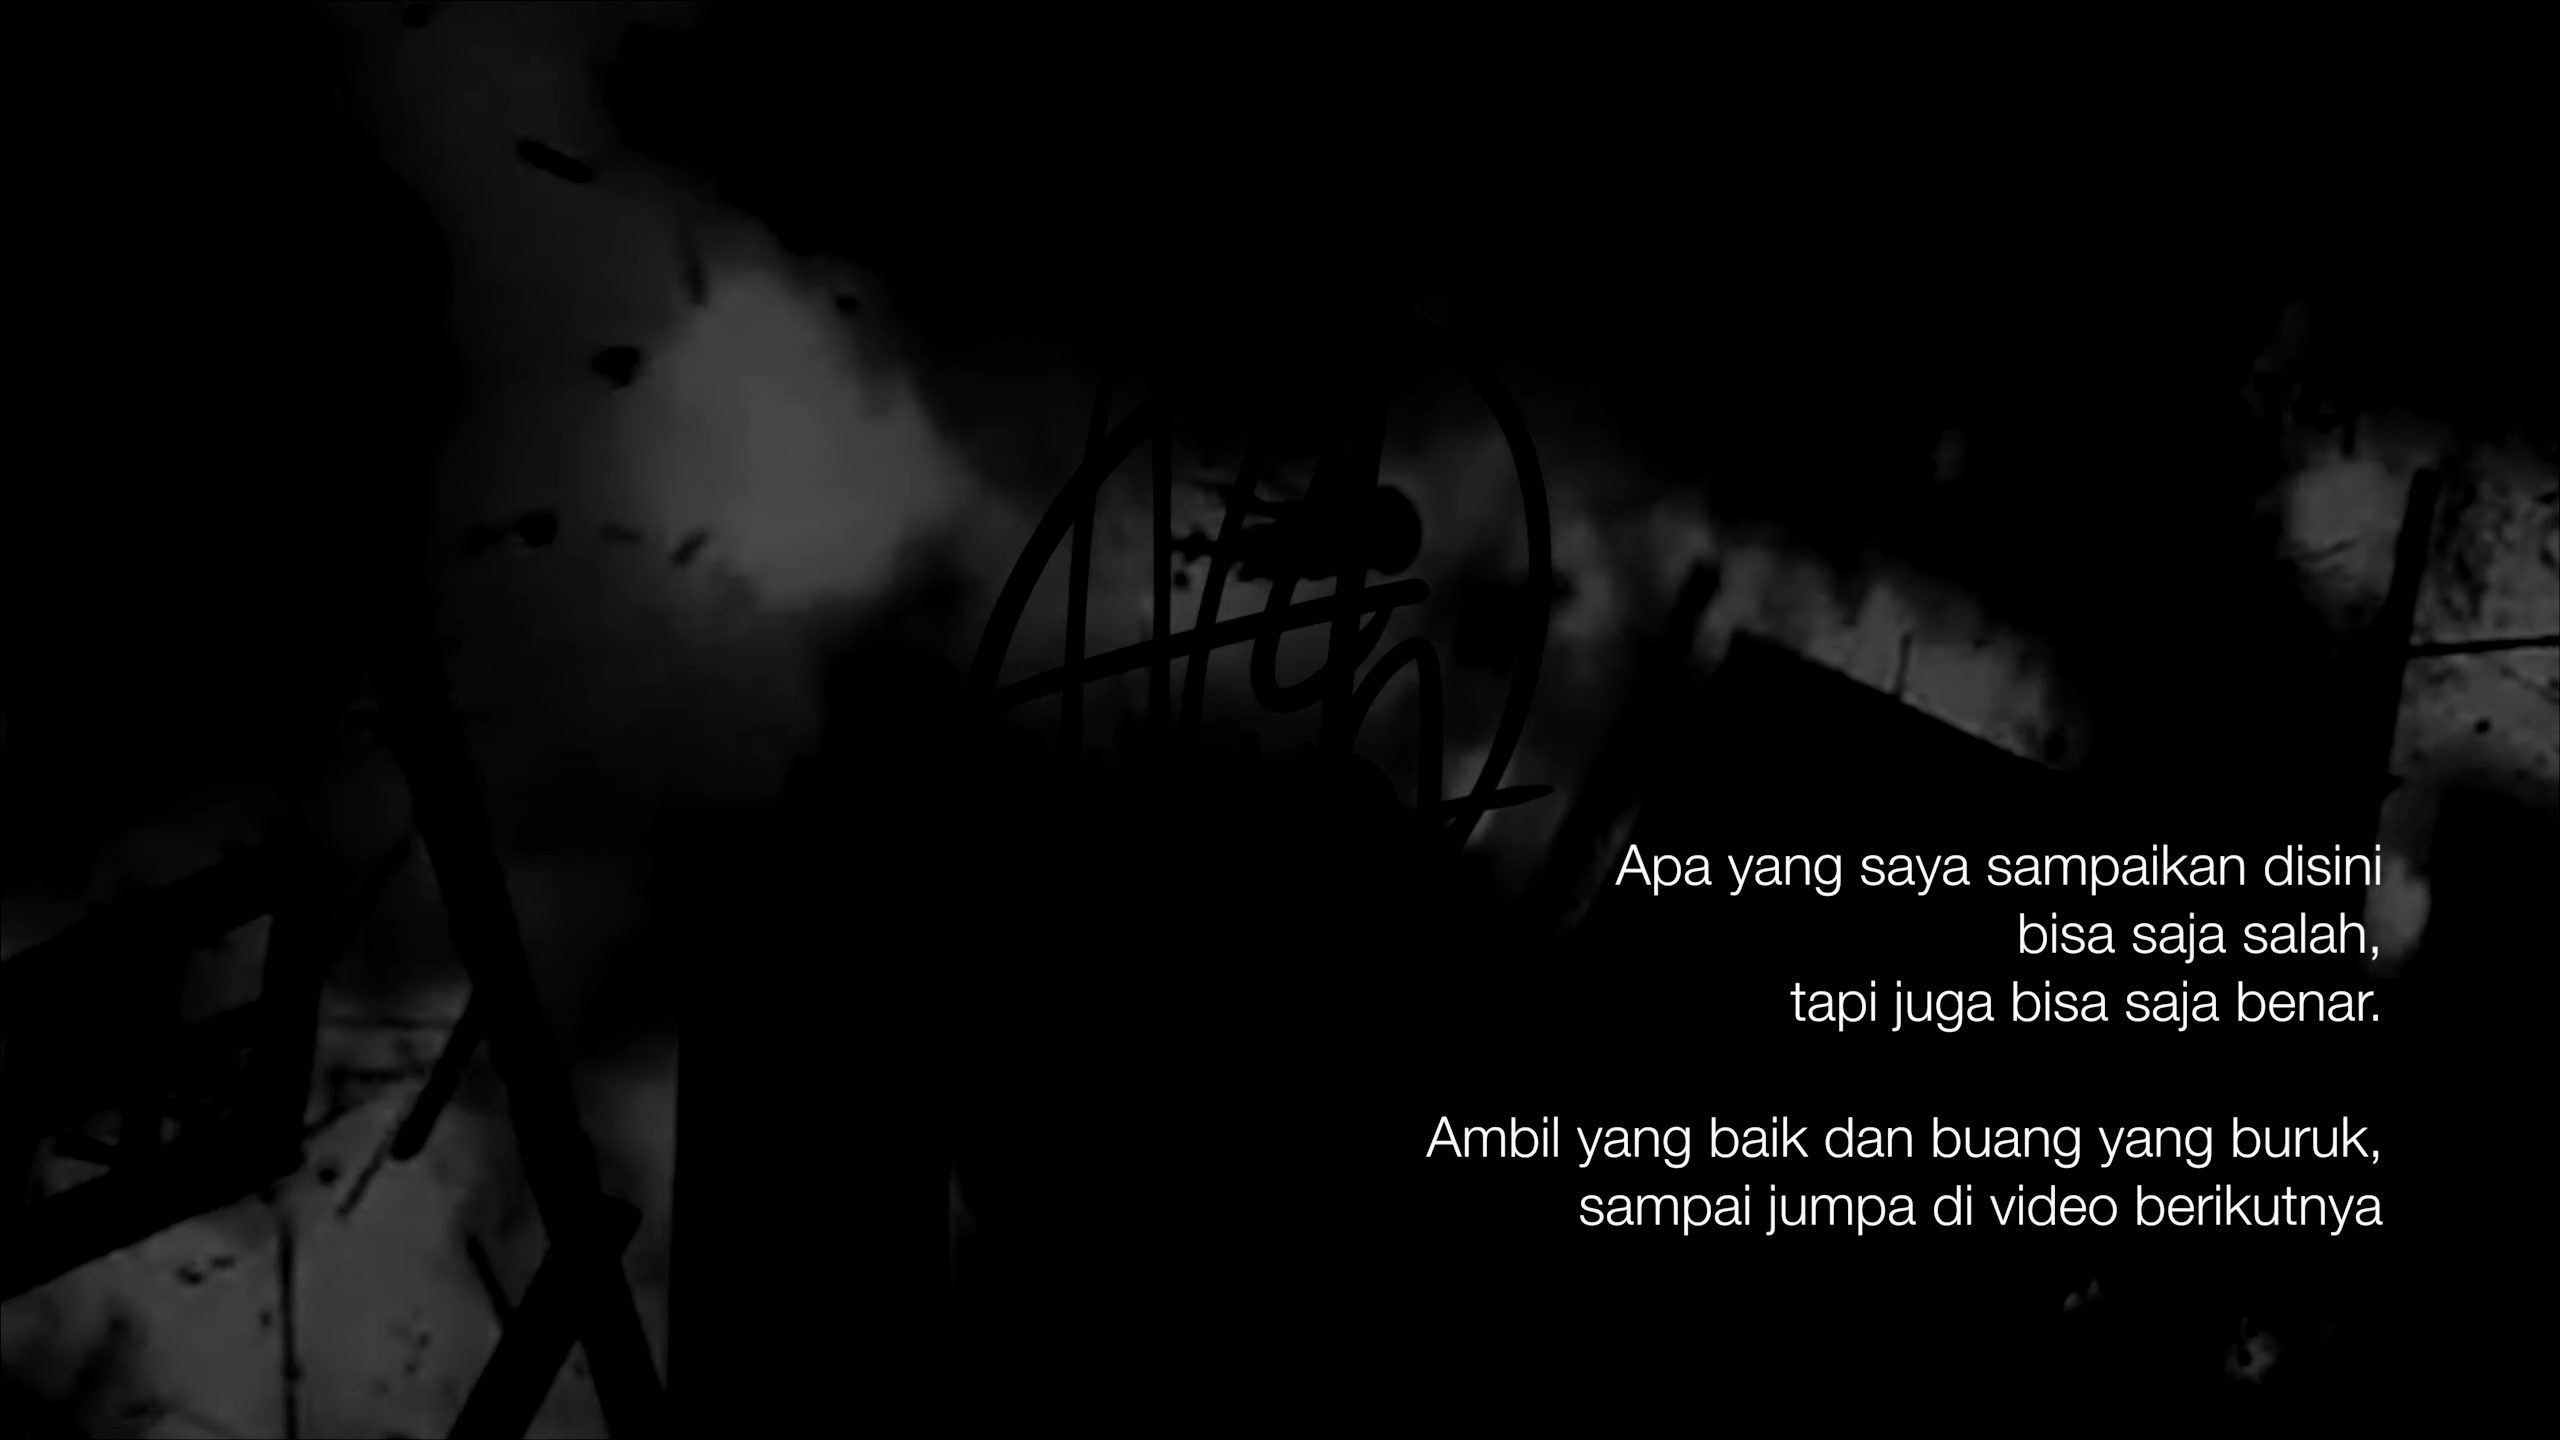 Apa yang saya sampaikan disini
bisa saja salah,
tapi juga bisa saja benar.
Ambil yang baik dan buang yang buruk,
sampai jumpa di video berikutnya